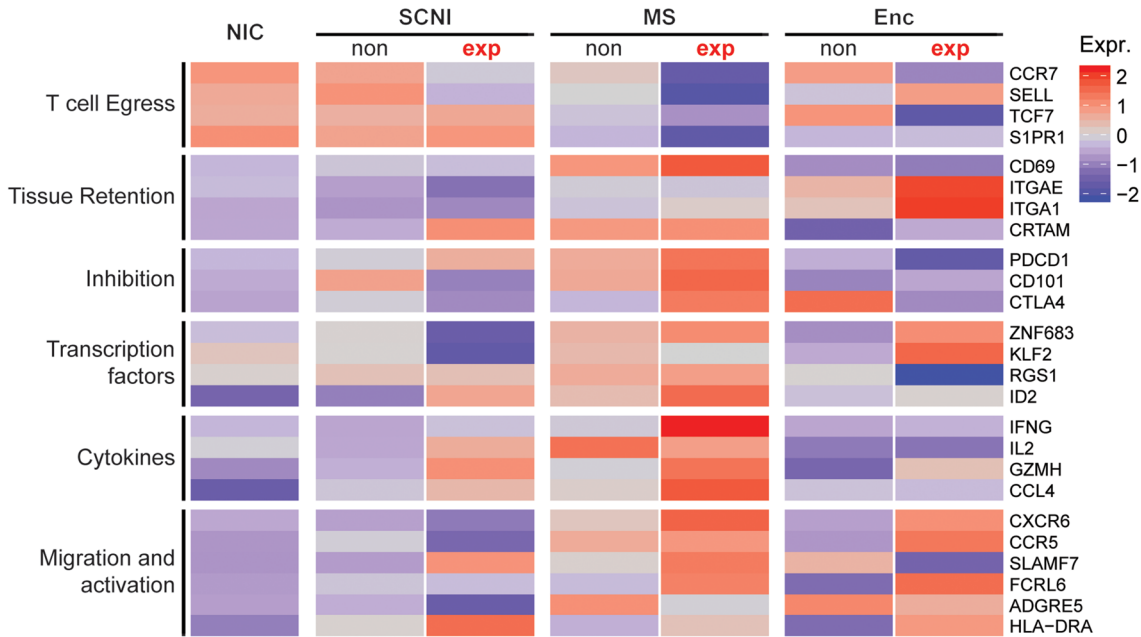 NIC
SCNI
MS
Enc
non
exp
non
exp
non
exp
Expr.
2
1
0
−1
−2
T cell Egress
CCR7
SELL
TCF7
S1PR1
Tissue Retention
CD69
ITGAE
ITGA1
CRTAM
Inhibition
PDCD1
CD101
CTLA4
Transcription
factors
ZNF683
KLF2
RGS1
ID2
Cytokines
IFNG
IL2
GZMH
CCL4
Migration and
activation
CXCR6
CCR5
SLAMF7
FCRL6
ADGRE5
HLA−DRA